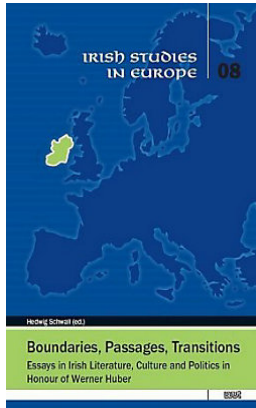 IRISH STUDIES
IN EUROPE
08
Hedwig Schwall (ed.)
Boundaries, Passages, Transitions
Essays in Irish Literature, Culture and Politics in
Honour of Werner Huber